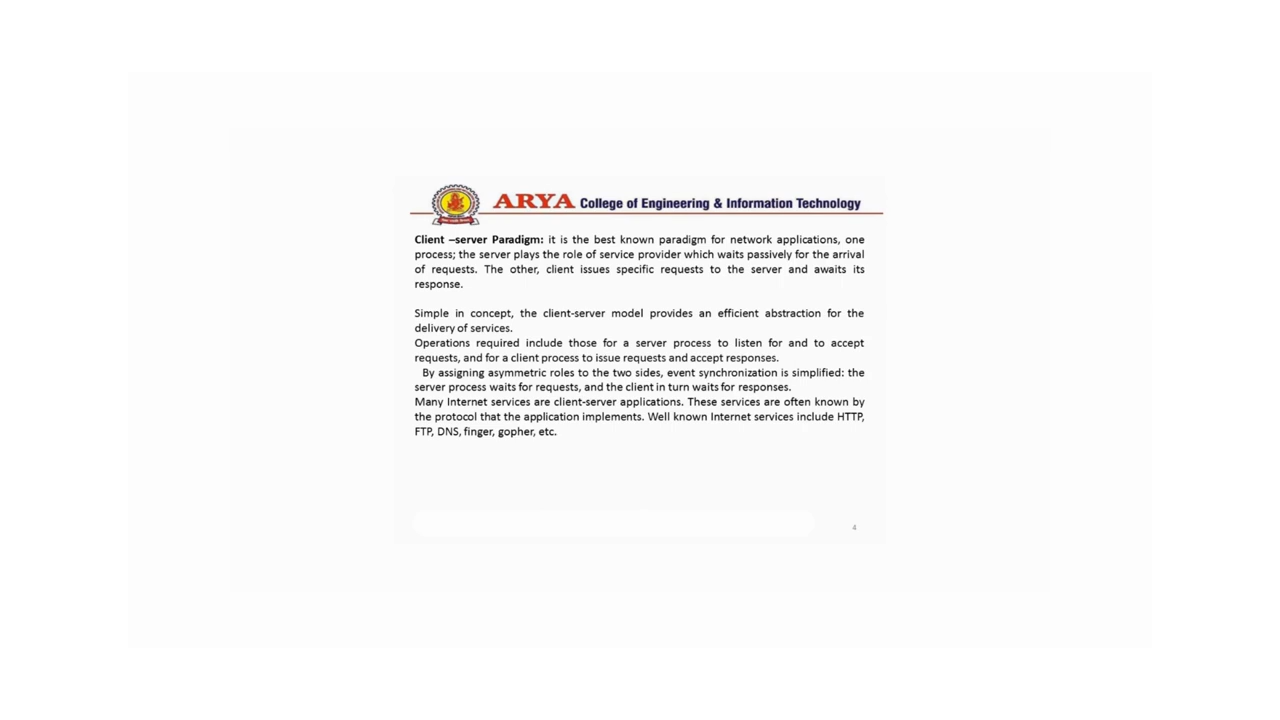 ARYA College of Engineering & Information Technology
Client –server Paradigm: it is the best known paradigm for network applications, one
process; the server plays the role of service provider which waits passively for the arrival
of requests. The other, client issues specific requests to the server and awaits its
response.
Simple in concept, the client-server model provides an efficient abstraction for the
delivery of services.
Operations required include those for a server process to listen for and to accept
requests, and for a client process to issue requests and accept responses.
By assigning asymmetric roles to the two sides, event synchronization is simplified: the
server process waits for requests, and the client in turn waits for responses.
Many Internet services are client-server applications. These services are often known by
the protocol that the application implements. Well known Internet services include HTTP,
FTP, DNS, finger, gopher, etc.
4